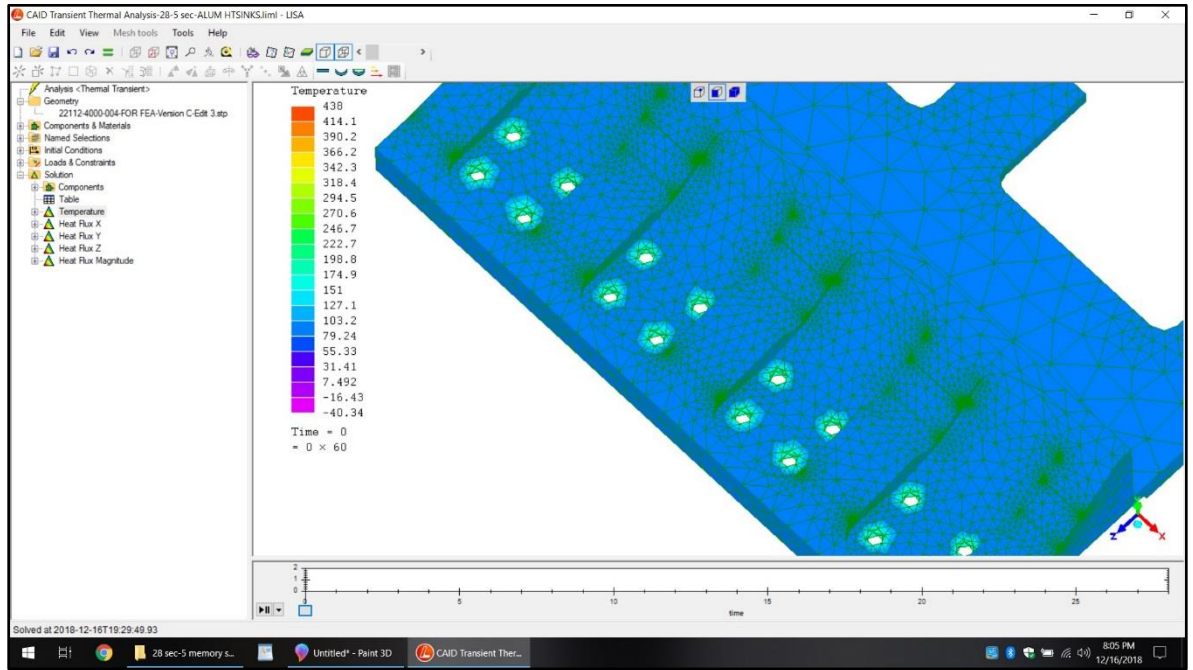 CAID Transient Thermal Analysis-28-5 sec-ALUM HTSINKS.liml - LISA
File Edit View Mesh tools Tools Help
Analysis <Thermal Transient>
Geometry
22112-4000-004-FOR FEA-Version C-Edit 3.stp
Components & Materials
Named Selections
Initial Conditions
Loads & Constraints
Solution
Components
Table
Temperature
Heat Flux X
Heat Flux Y
Heat Flux Z
Heat Flux Magnitude
Temperature
438
414.1
390.2
366.2
342.3
318.4
294.5
270.6
246.7
222.7
198.8
174.9
151
127.1
103.2
79.24
55.33
31.41
7.492
-16.43
-40.34
Time = 0
= 0 × 60
Z X
2
1
0
0 5 10 15 20 25
time
Solved at 2018-12-16T19:29:49.93
28 sec-5 memory s... Untitled* - Paint 3D CAID Transient Ther... 8:05 PM
12/16/2018